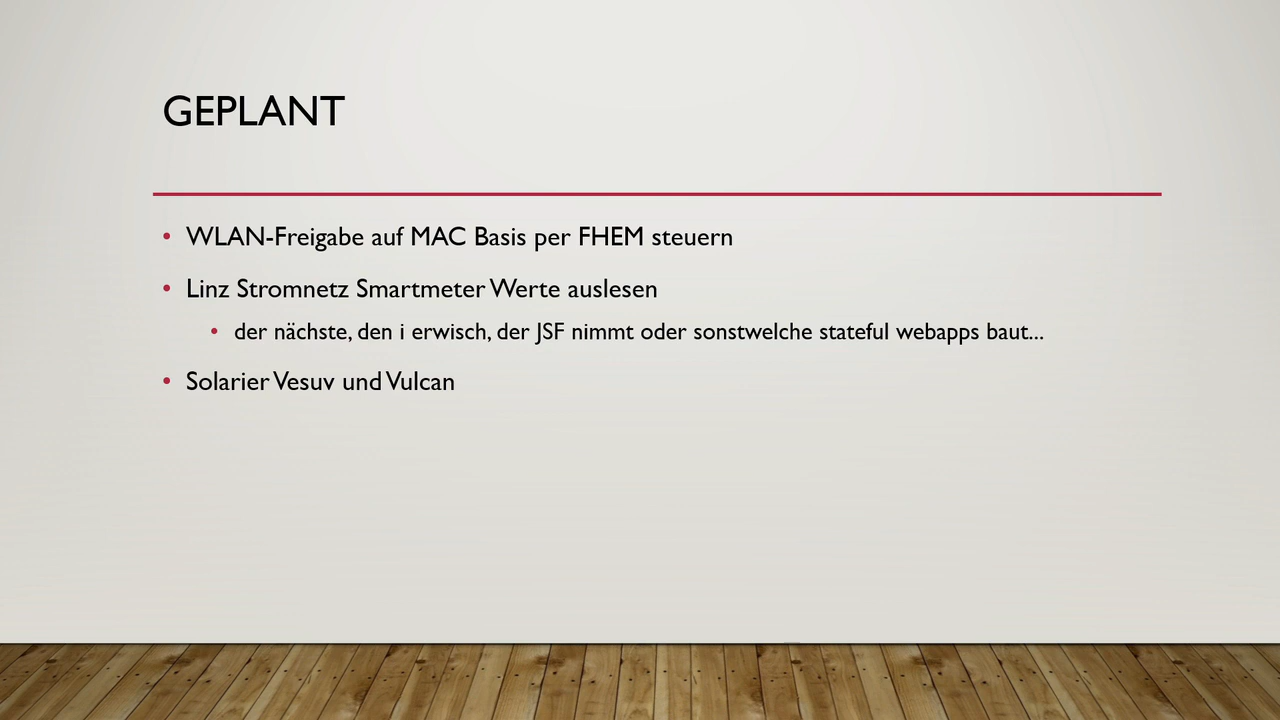 GEPLANT
• WLAN-Freigabe auf MAC Basis per FHEM steuern
• Linz Stromnetz Smartmeter Werte auslesen
• der nächste, den i erwisch, der JSF nimmt oder sonstwelche stateful webapps baut...
• Solarier Vesuv und Vulcan